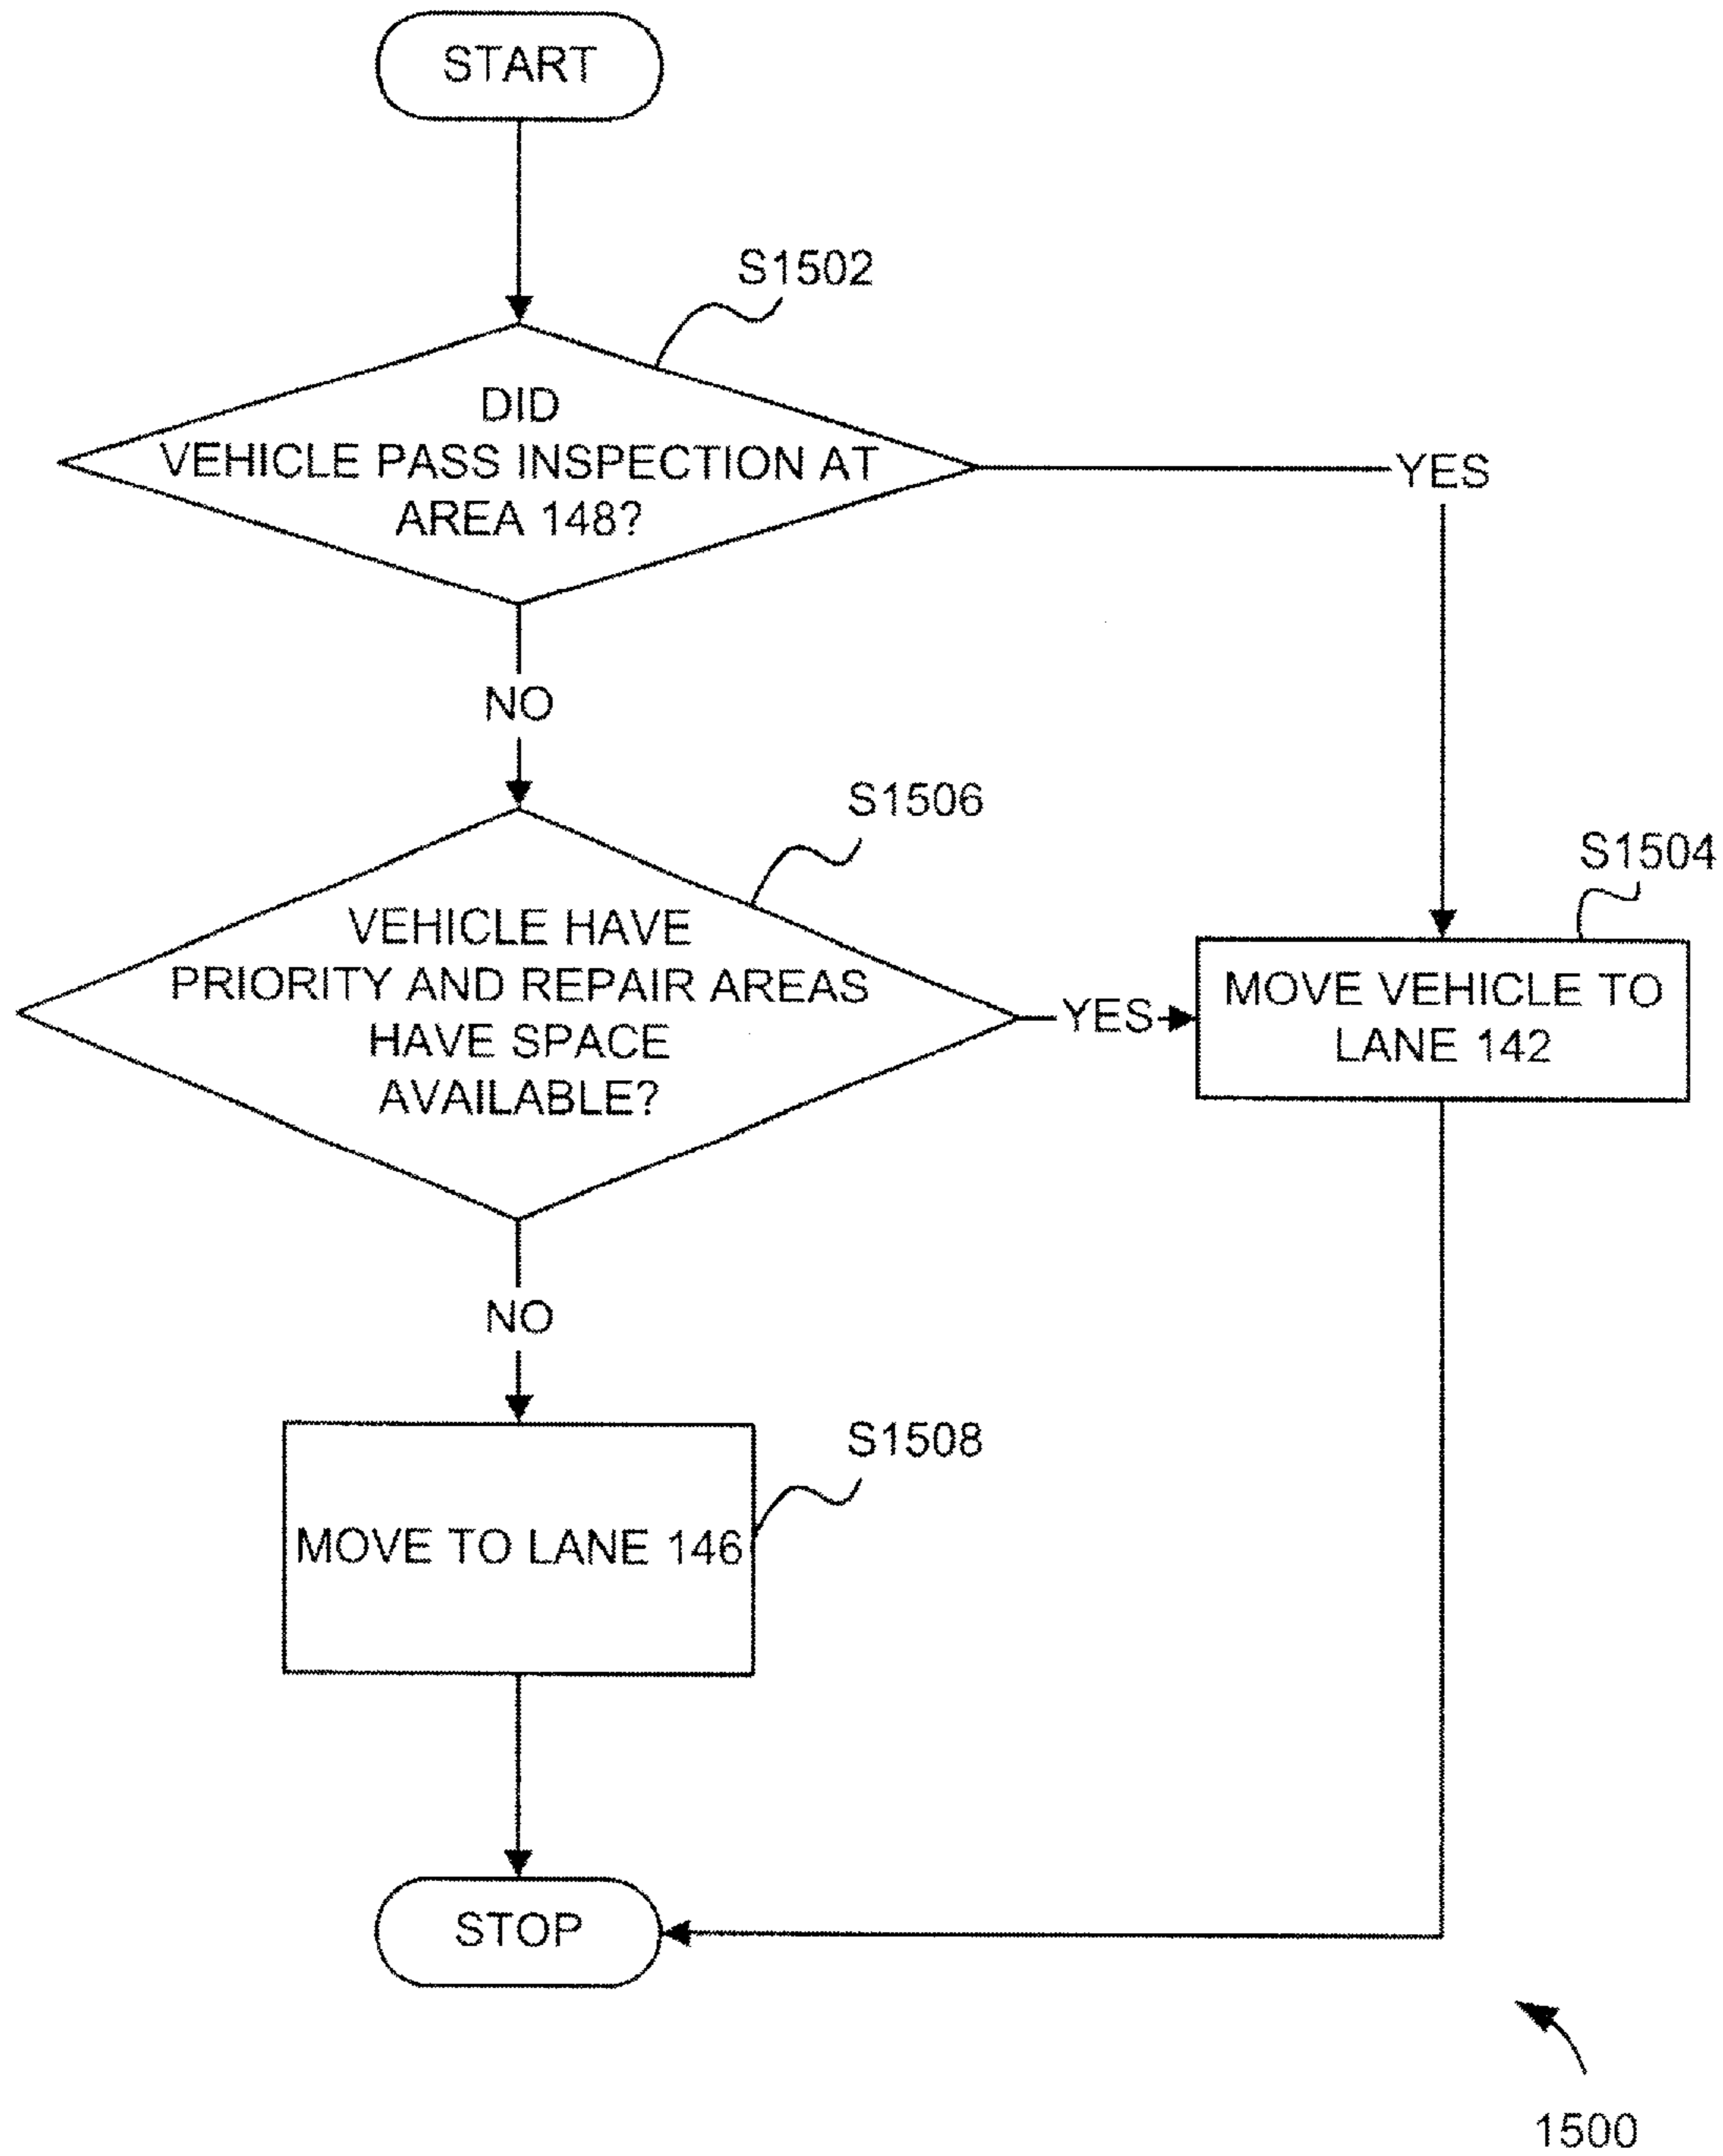 START
S1502
DID
VEHICLE PASS INSPECTION AT
AREA 148?
YES
NO
S1506
S1504
VEHICLE HAVE
PRIORITY AND REPAIR AREAS
HAVE SPACE
AVAILABLE?
YES
MOVE VEHICLE TO
LANE 142
NO
S1508
MOVE TO LANE 146
STOP
1500